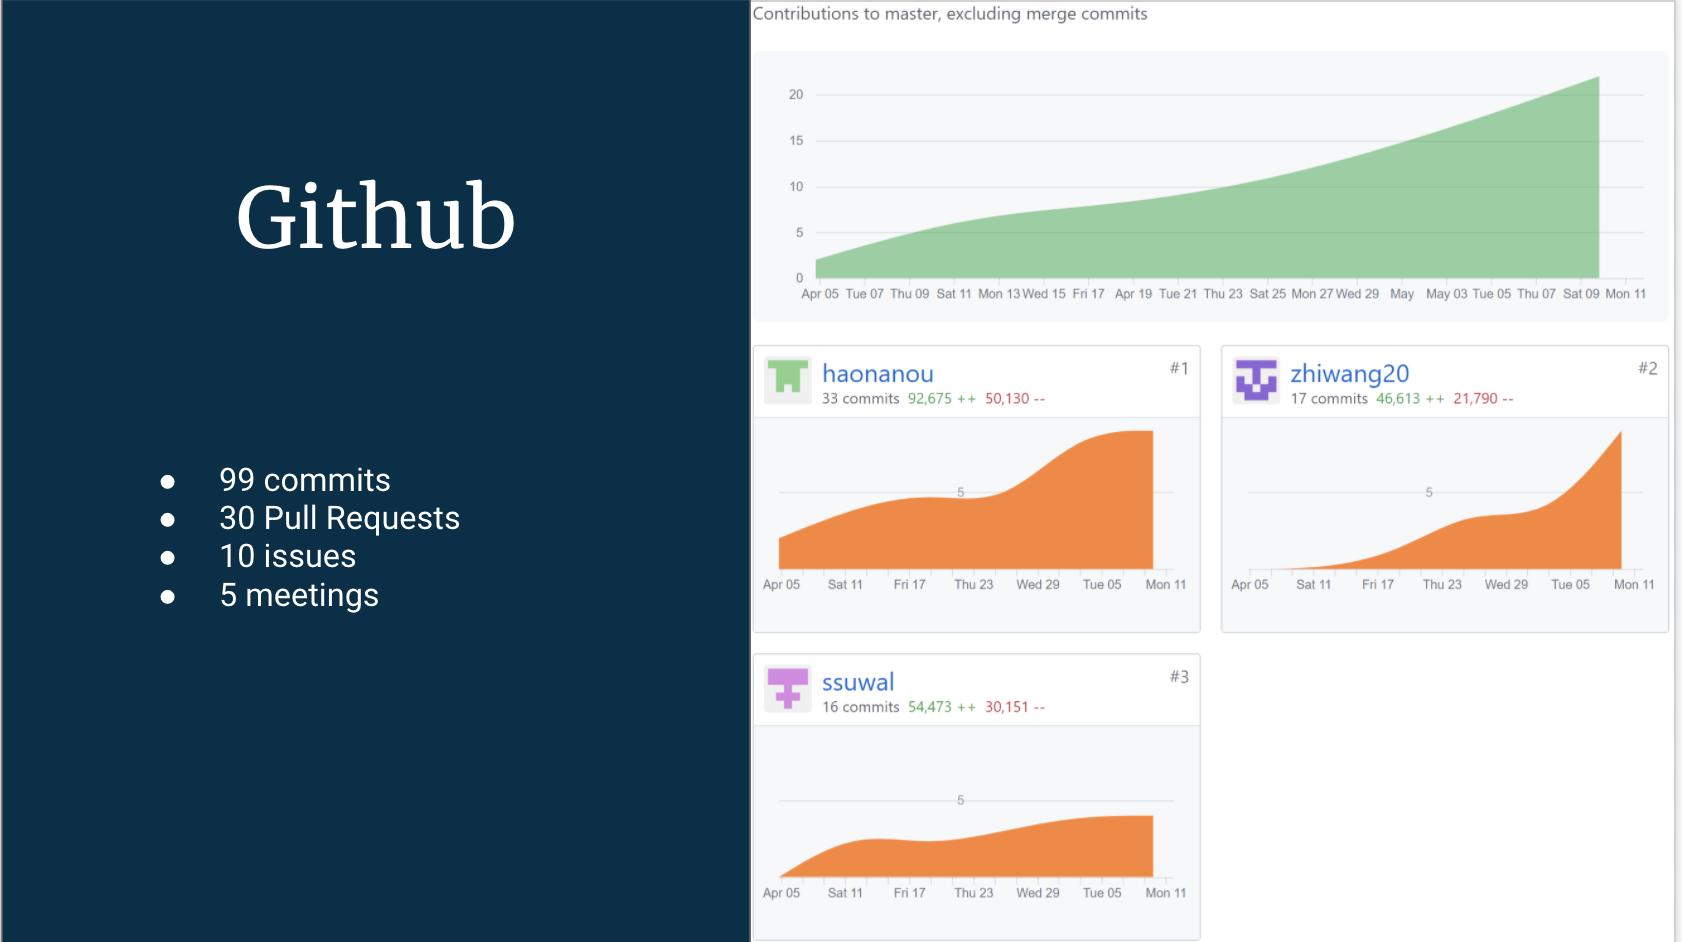 Github
● 99 commits
● 30 Pull Requests
● 10 issues
● 5 meetings
Contributions to master, excluding merge commits
20
15
10
5
0
Apr 05 Tue 07 Thu 09 Sat 11 Mon 13 Wed 15 Fri 17 Apr 19 Tue 21 Thu 23 Sat 25 Mon 27 Wed 29 May May 03 Tue 05 Thu 07 Sat 09 Mon 11
haonanou #1
33 commits 92,675 ++ 50,130 --
5
Apr 05 Sat 11 Fri 17 Thu 23 Wed 29 Tue 05 Mon 11
zhiwang20 #2
17 commits 46,613 ++ 21,790 --
5
Apr 05 Sat 11 Fri 17 Thu 23 Wed 29 Tue 05 Mon 11
ssuwal #3
16 commits 54,473 ++ 30,151 --
5
Apr 05 Sat 11 Fri 17 Thu 23 Wed 29 Tue 05 Mon 11